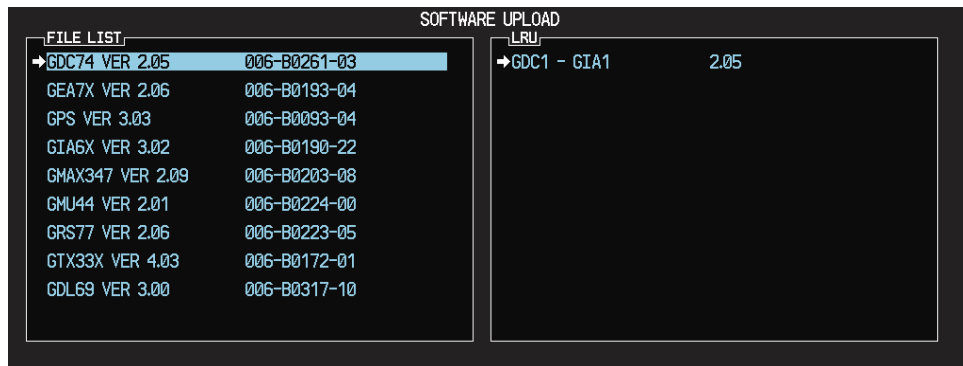 SOFTWARE UPLOAD
FILE LIST
GDC74 VER 2.05 006-B0261-03
GEA7X VER 2.06 006-B0193-04
GPS VER 3.03 006-B0093-04
GIA6X VER 3.02 006-B0190-22
GMAX347 VER 2.09 006-B0203-08
GMU44 VER 2.01 006-B0224-00
GRS77 VER 2.06 006-B0223-05
GTX33X VER 4.03 006-B0172-01
GDL69 VER 3.00 006-B0317-10
LRU
GDC1 - GIA1 2.05